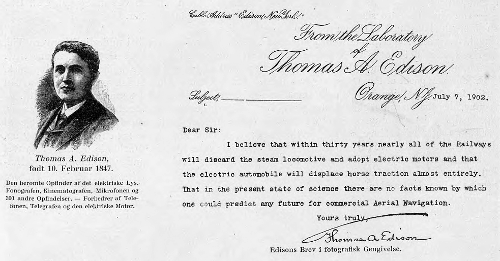 Cable Address "Edison, New York."
From the Laboratory
of
Thomas A. Edison.
Orange, N.J. July 7, 1902.
Subject,
Dear Sir:
I believe that within thirty years nearly all of the Railways
will discard the steam locomotive and adopt electric motors and that
the electric automobile will displace horse traction almost entirely.
That in the present state of science there are no facts known by which
one could predict any future for commercial Aerial Navigation.
Yours truly,
Thomas A Edison
Edisons Brev i fotografisk Gengivelse.
Thomas A. Edison,
født 10. Februar 1847.
Den berømte Opfinder af det elektriske Lys,
Fonografen, Kinematografen, Mikrofonen og
901 andre Opfindelser. — Forbedrer af Tele-
fonen, Telegrafen og den elektriske Motor.